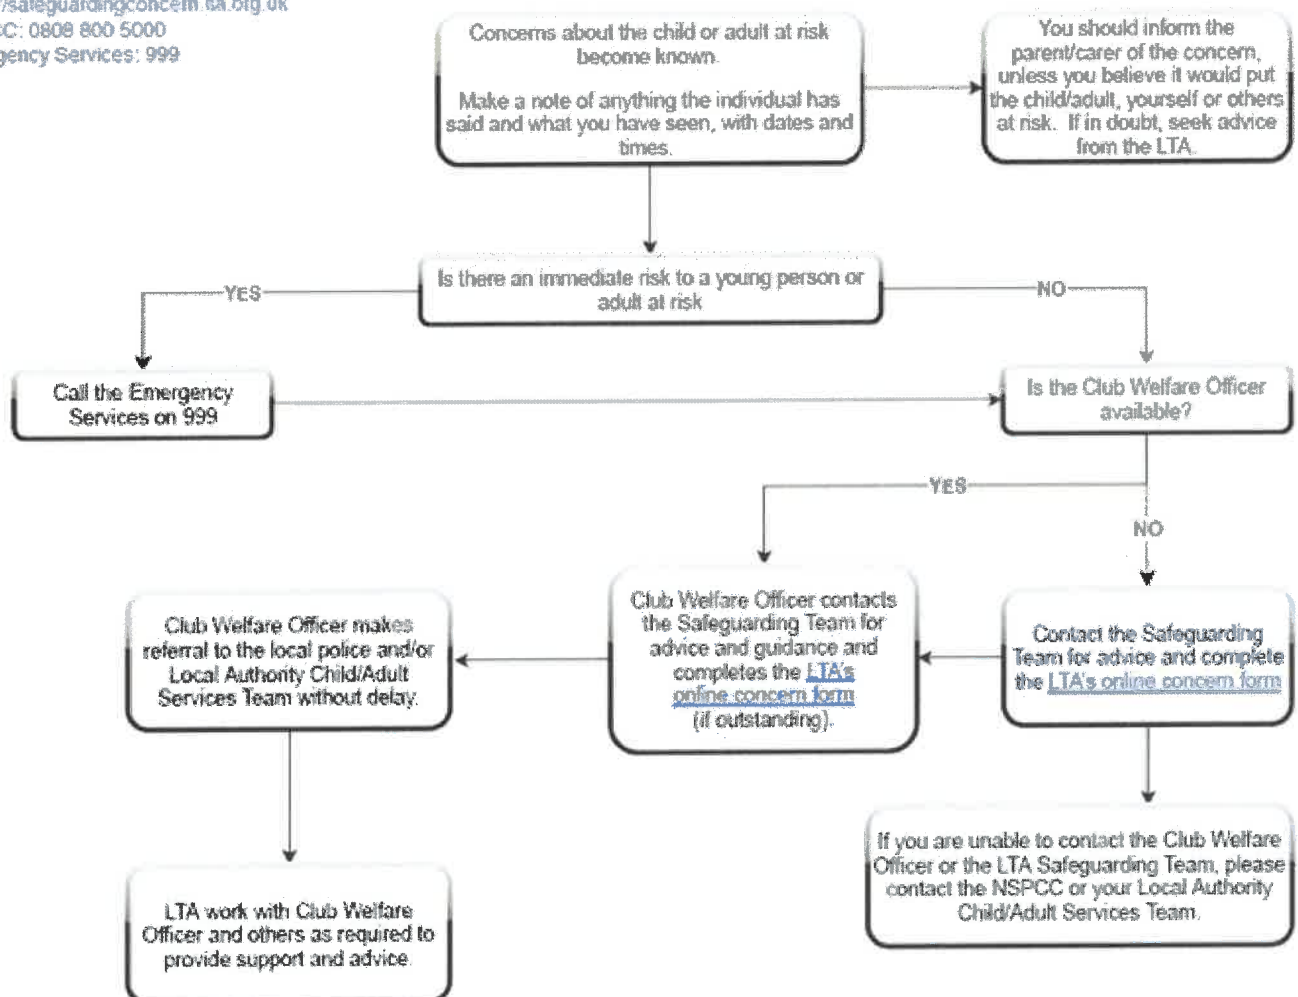 Emergency Services: 999
0808 800 5000
Concerns about the child or adult at risk
become known.
Make a note of anything the individual has
said and what you have seen, with dates and
times.
You should inform the
parent/carer of the concern,
unless you believe it would put
the child/adult, yourself or others
at risk. If in doubt, seek advice
from the LTA.
Is there an immediate risk to a young person or
adult at risk
YES
NO
Call the Emergency
Services on 999
Is the Club Welfare Officer
available?
YES
NO
Club Welfare Officer makes
referral to the local police and/or
Local Authority Child/Adult
Services Team without delay.
Club Welfare Officer contacts
the Safeguarding Team for
advice and guidance and
completes the LTA's
online concern form
(if outstanding).
Contact the Safeguarding
Team for advice and complete
the LTA's online concern form
If you are unable to contact the Club Welfare
Officer or the LTA Safeguarding Team, please
contact the NSPCC or your Local Authority
Child/Adult Services Team.
LTA work with Club Welfare
Officer and others as required to
provide support and advice.